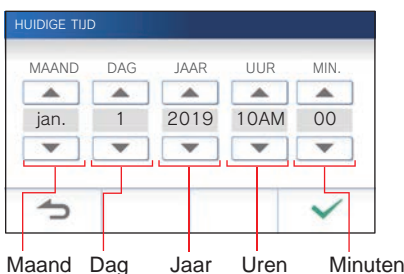 HUIDIGE TIJD
MAAND DAG JAAR UUR MIN.
jan. 1 2019 10AM 00
Maand Dag Jaar Uren Minuten